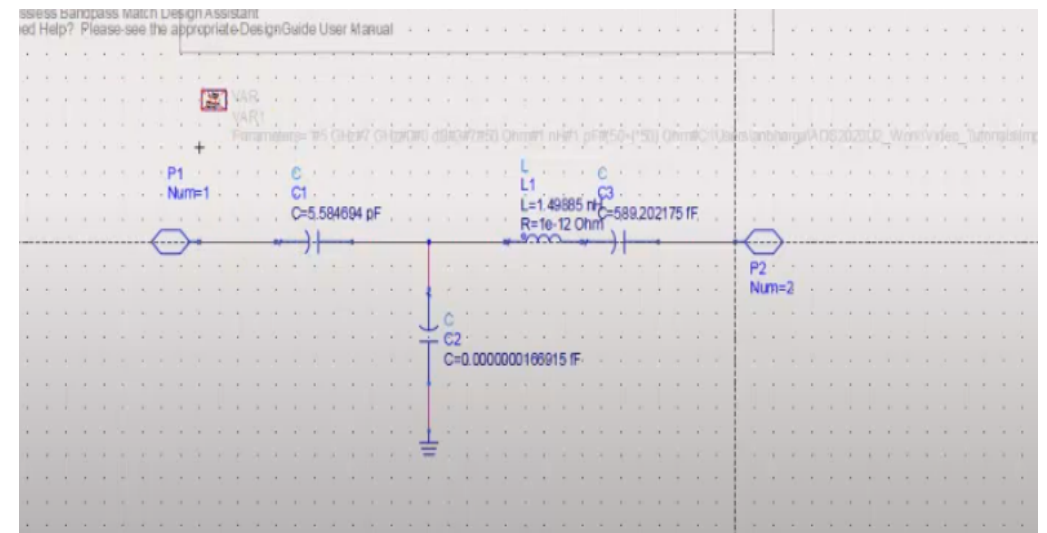 Bandpass Match Design Assistant
Help? Please see the appropriate DesignGuide User Manual
VAR
VAR1
P1
Num=1
C
C1
C=5.584694 pF
L
L1
L=1.49885 nH
R=1e-12 Ohm
C
C3
C=589.202175 fF
P2
Num=2
C
C2
C=0.0000000166915 fF